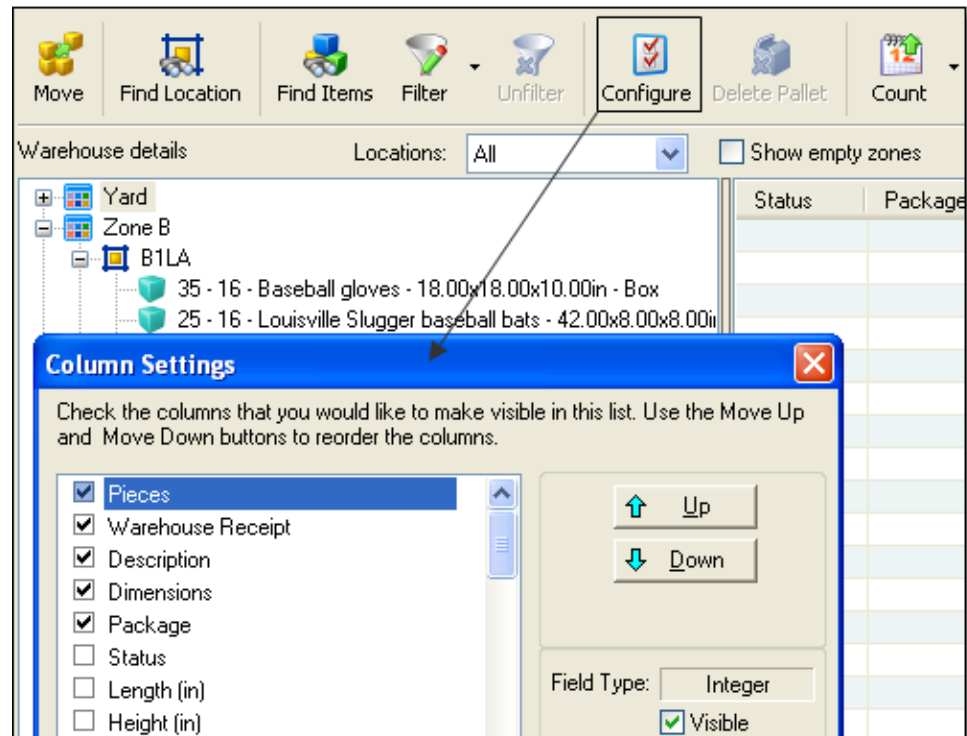 Move Find Location Find Items Filter Unfilter Configure Delete Pallet Count
Warehouse details Locations: All Show empty zones
Yard Status Package
Zone B
B1LA
35 - 16 - Baseball gloves - 18.00x18.00x10.00in - Box
25 - 16 - Louisville Slugger baseball bats - 42.00x8.00x8.00in
Column Settings
Check the columns that you would like to make visible in this list. Use the Move Up
and Move Down buttons to reorder the columns.
Pieces
Up
Warehouse Receipt
Description
Down
Dimensions
Package
Status
Length (in)
Field Type: Integer
Height (in)
Visible